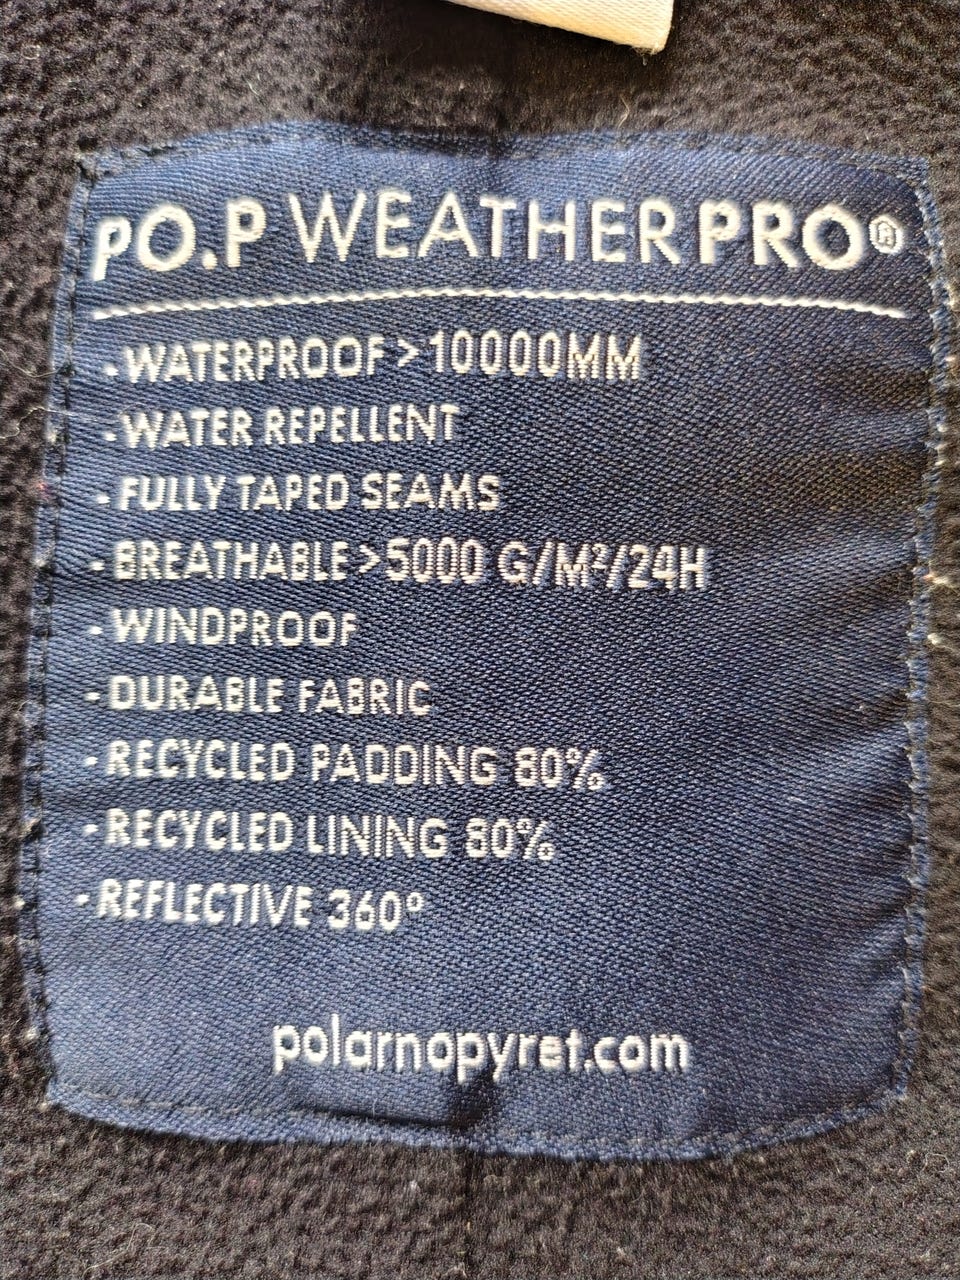 PO.P WEATHERPRO®
- WATERPROOF > 10000MM
- WATER REPELLENT
- FULLY TAPED SEAMS
- BREATHABLE > 5000 G/M²/24H
- WINDPROOF
- DURABLE FABRIC
- RECYCLED PADDING 80%
- RECYCLED LINING 80%
- REFLECTIVE 360°
polarnopyret.com